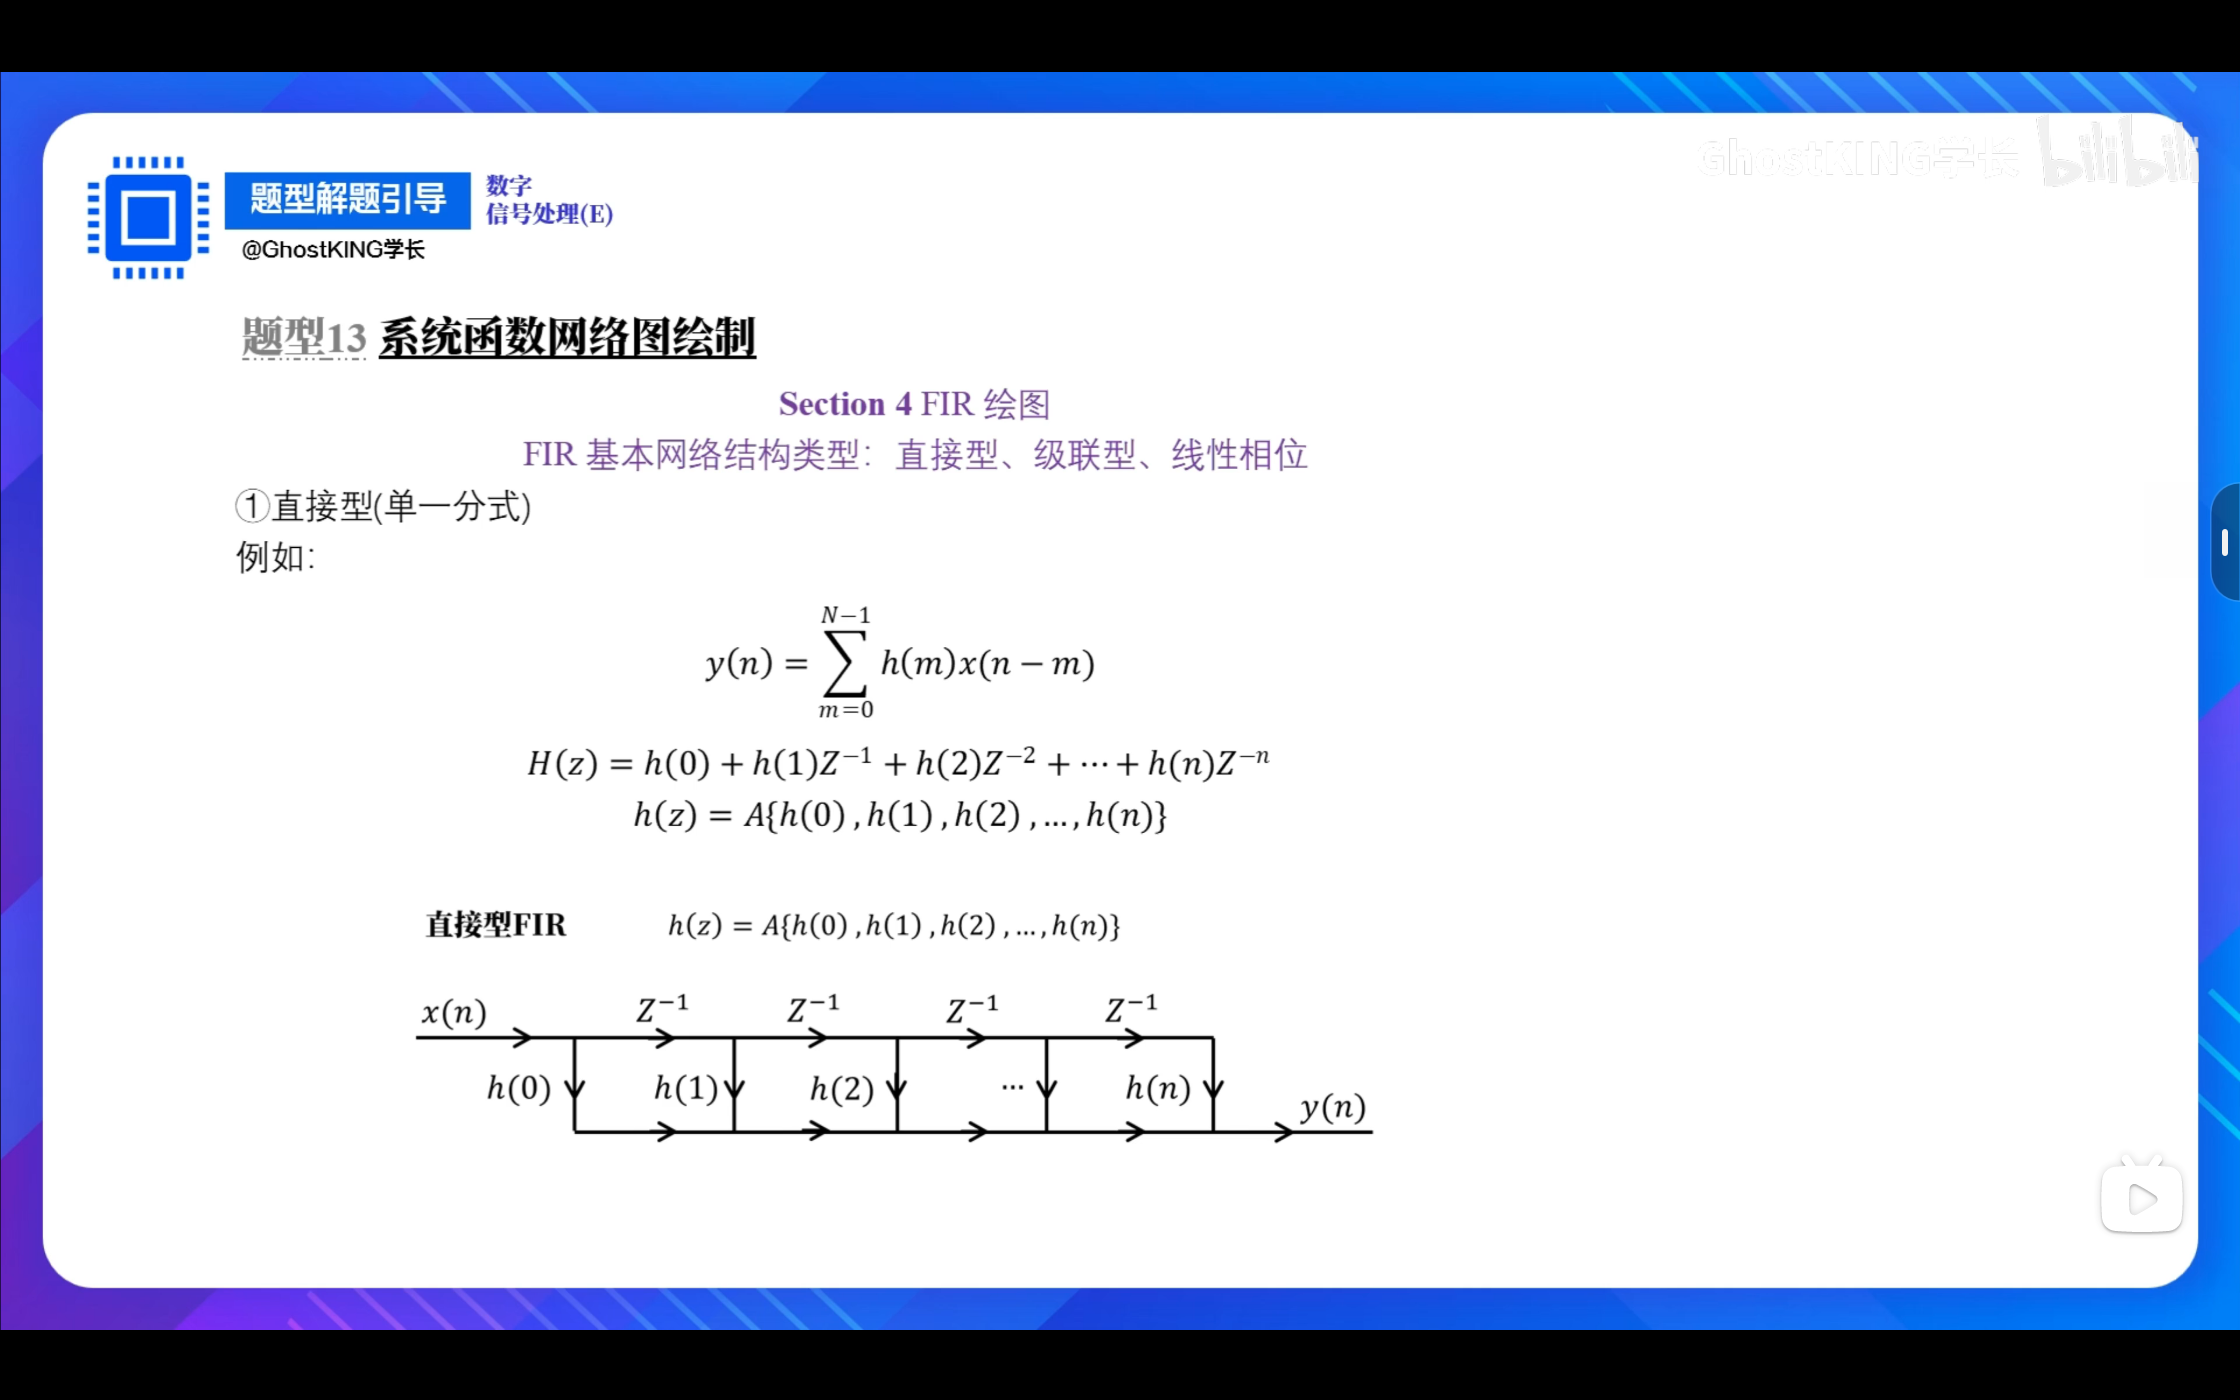 GhostKING学长 bilibili
题型解题引导
数字
信号处理(E)
@GhostKING学长
题型13 系统函数网络图绘制
Section 4 FIR 绘图
FIR 基本网络结构类型：直接型、级联型、线性相位
①直接型(单一分式)
例如：
y(n) = ∑_{m=0}^{N−1} h(m)x(n − m)
H(z) = h(0) + h(1)Z⁻¹ + h(2)Z⁻² + ⋯ + h(n)Z⁻ⁿ
h(z) = A{h(0), h(1), h(2), …, h(n)}
直接型FIR h(z) = A{h(0), h(1), h(2), …, h(n)}
x(n) Z⁻¹ Z⁻¹ Z⁻¹ Z⁻¹
h(0) h(1) h(2) … h(n)
y(n)